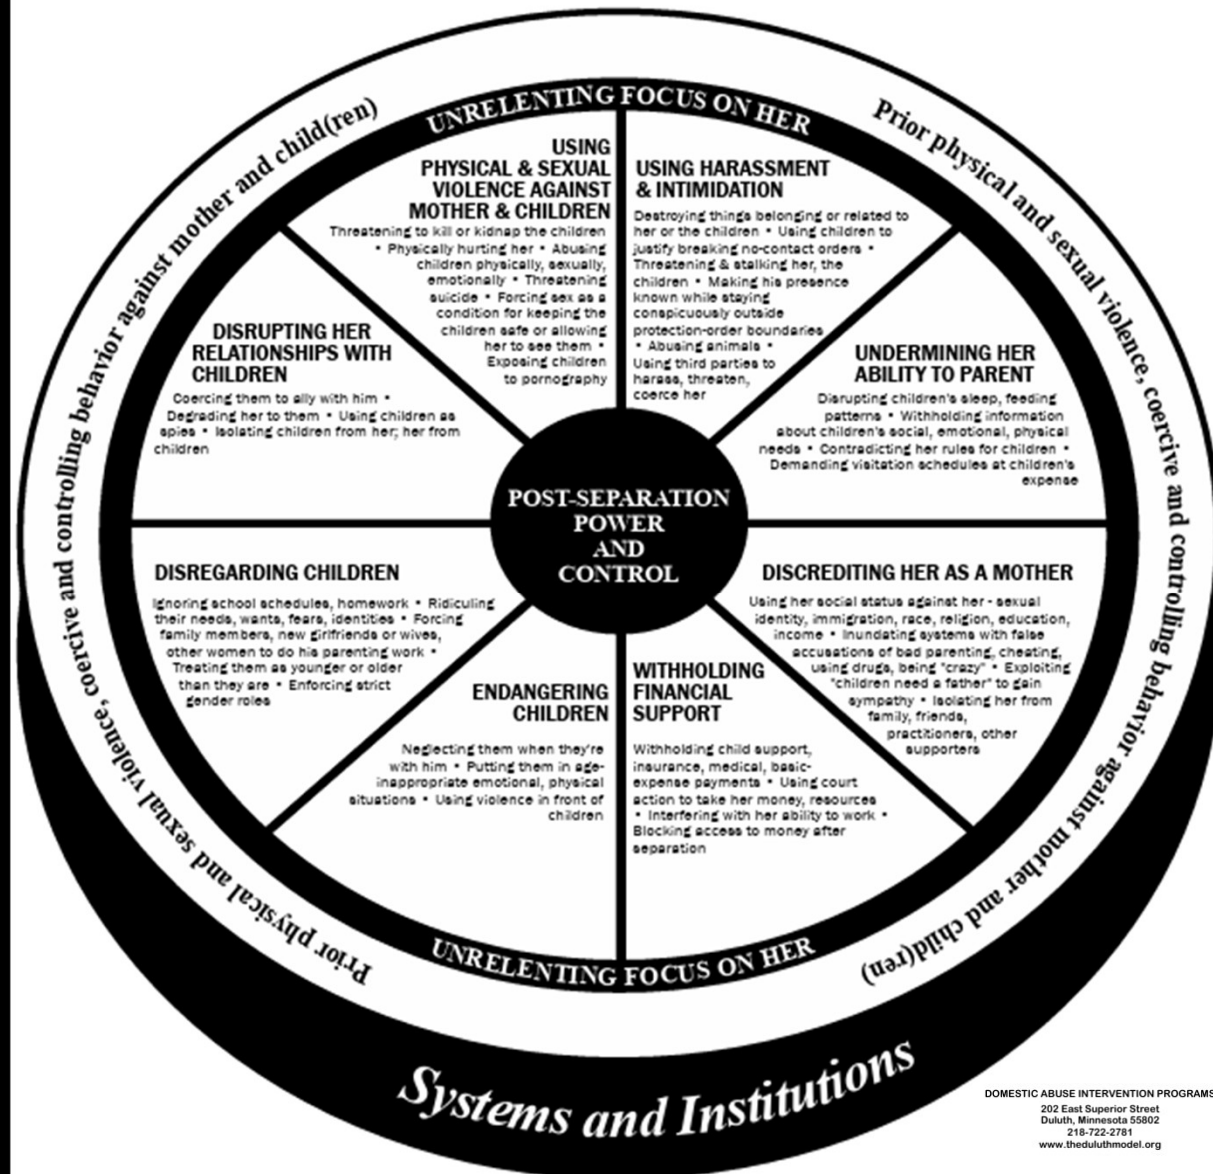 UNRELENTING FOCUS ON HER
Prior physical and sexual violence, coercive and controlling behavior against mother and child(ren)
Prior physical and sexual violence, coercive and controlling behavior against mother and child(ren)
USING
PHYSICAL & SEXUAL
VIOLENCE AGAINST
MOTHER & CHILDREN
Threatening to kill or kidnap the children
• Physically hurting her • Abusing
children physically, sexually,
emotionally • Threatening
suicide • Forcing sex as a
condition for keeping the
children safe or allowing
her to see them •
Exposing children
to pornography
USING HARASSMENT
& INTIMIDATION
Destroying things belonging or related to
her or the children • Using children to
justify breaking no-contact orders •
Threatening & stalking her, the
children • Making his presence
known while staying
conspicuously outside
protection-order boundaries
• Abusing animals •
Using third parties to
harass, threaten,
coerce her
UNDERMINING HER
ABILITY TO PARENT
Disrupting children's sleep, feeding
patterns • Withholding information
about children's social, emotional, physical
needs • Contradicting her rules for children •
Demanding visitation schedules at children's
expense
DISCREDITING HER AS A MOTHER
Using her social status against her - sexual
identity, immigration, race, religion, education,
income • Inundating systems with false
accusations of bad parenting, cheating,
using drugs, being "crazy" • Exploiting
"children need a father" to gain
sympathy • Isolating her from
family, friends,
practitioners, other
supporters
WITHHOLDING
FINANCIAL
SUPPORT
Withholding child support,
insurance, medical, basic-
expense payments • Using court
action to take her money, resources
• Interfering with her ability to work •
Blocking access to money after
separation
ENDANGERING
CHILDREN
Neglecting them when they're
with him • Putting them in age-
inappropriate emotional, physical
situations • Using violence in front of
children
DISREGARDING CHILDREN
Ignoring school schedules, homework • Ridiculing
their needs, wants, fears, identities • Forcing
family members, new girlfriends or wives,
other women to do his parenting work •
Treating them as younger or older
than they are • Enforcing strict
gender roles
DISRUPTING HER
RELATIONSHIPS WITH
CHILDREN
Coercing them to ally with him •
Degrading her to them • Using children as
spies • Isolating children from her; her from
children
POST-SEPARATION
POWER
AND
CONTROL
UNRELENTING FOCUS ON HER
Systems and Institutions
DOMESTIC ABUSE INTERVENTION PROGRAMS
202 East Superior Street
Duluth, Minnesota 55802
218-722-2781
www.theduluthmodel.org